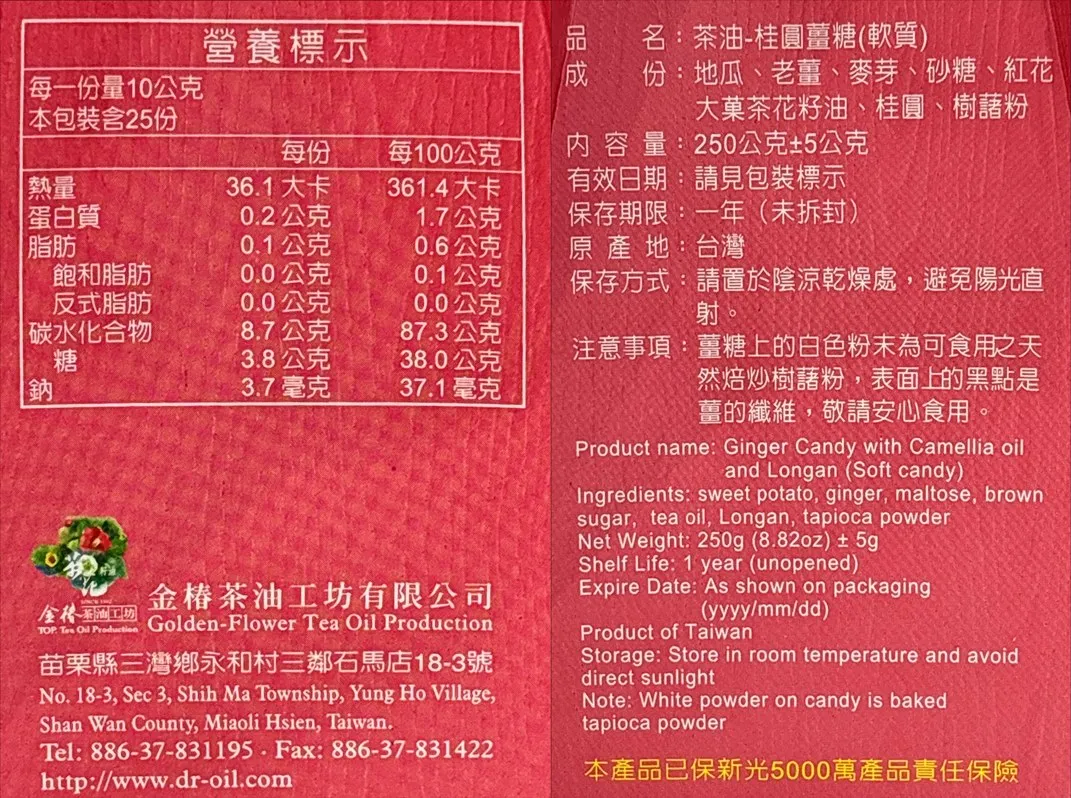 營養標示
每一份量10公克
本包裝含25份
每份 每100公克
熱量 36.1 大卡 361.4 大卡
蛋白質 0.2 公克 1.7 公克
脂肪 0.1 公克 0.6 公克
飽和脂肪 0.0 公克 0.1 公克
反式脂肪 0.0 公克 0.0 公克
碳水化合物 8.7 公克 87.3 公克
糖 3.8 公克 38.0 公克
鈉 3.7 毫克 37.1 毫克
金椿茶油工坊
TOP. Tea Oil Production
金椿茶油工坊有限公司
Golden-Flower Tea Oil Production
苗栗縣三灣鄉永和村三鄰石馬店18-3號
No. 18-3, Sec 3, Shih Ma Township, Yung Ho Village,
Shan Wan County, Miaoli Hsien, Taiwan.
Tel: 886-37-831195 · Fax: 886-37-831422
http://www.dr-oil.com
品名：茶油-桂圓薑糖(軟質)
成份：地瓜、老薑、麥芽、砂糖、紅花
大菓茶花籽油、桂圓、樹藷粉
內容量：250公克±5公克
有效日期：請見包裝標示
保存期限：一年（未拆封）
原產地：台灣
保存方式：請置於陰涼乾燥處，避免陽光直
射。
注意事項：薑糖上的白色粉末為可食用之天
然焙炒樹藷粉，表面上的黑點是
薑的纖維，敬請安心食用。
Product name: Ginger Candy with Camellia oil
and Longan (Soft candy)
Ingredients: sweet potato, ginger, maltose, brown
sugar, tea oil, Longan, tapioca powder
Net Weight: 250g (8.82oz) ± 5g
Shelf Life: 1 year (unopened)
Expire Date: As shown on packaging
(yyyy/mm/dd)
Product of Taiwan
Storage: Store in room temperature and avoid
direct sunlight
Note: White powder on candy is baked
tapioca powder
本產品已保新光5000萬產品責任保險